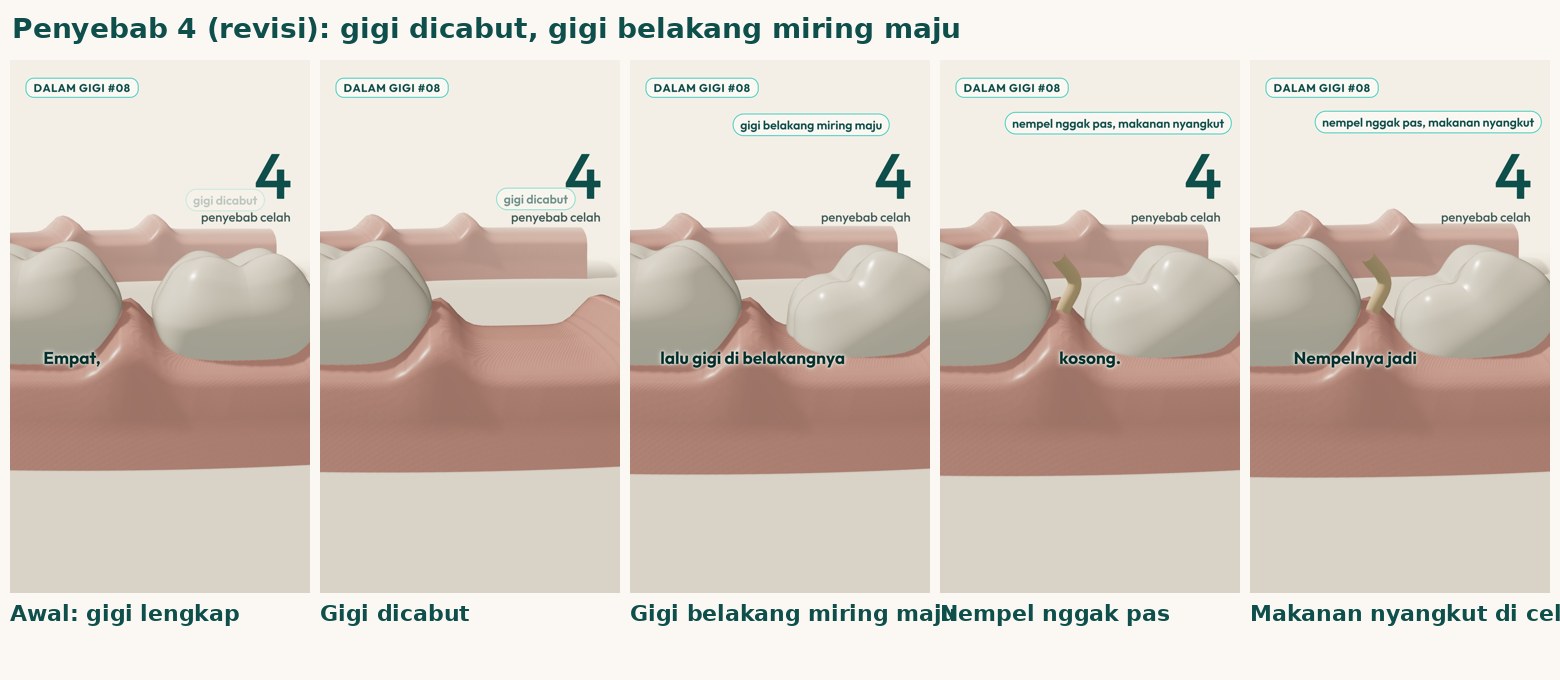 Penyebab 4 (revisi): gigi dicabut, gigi belakang miring maju
DALAM GIGI #08
4
gigi dicabut
penyebab celah
Empat,
Awal: gigi lengkap
DALAM GIGI #08
4
gigi dicabut
penyebab celah
Gigi dicabut
DALAM GIGI #08
gigi belakang miring maju
4
penyebab celah
lalu gigi di belakangnya
Gigi belakang miring maju
DALAM GIGI #08
nempel nggak pas, makanan nyangkut
4
penyebab celah
kosong.
Nempel nggak pas
DALAM GIGI #08
nempel nggak pas, makanan nyangkut
4
penyebab celah
Nempelnya jadi
Makanan nyangkut di cel